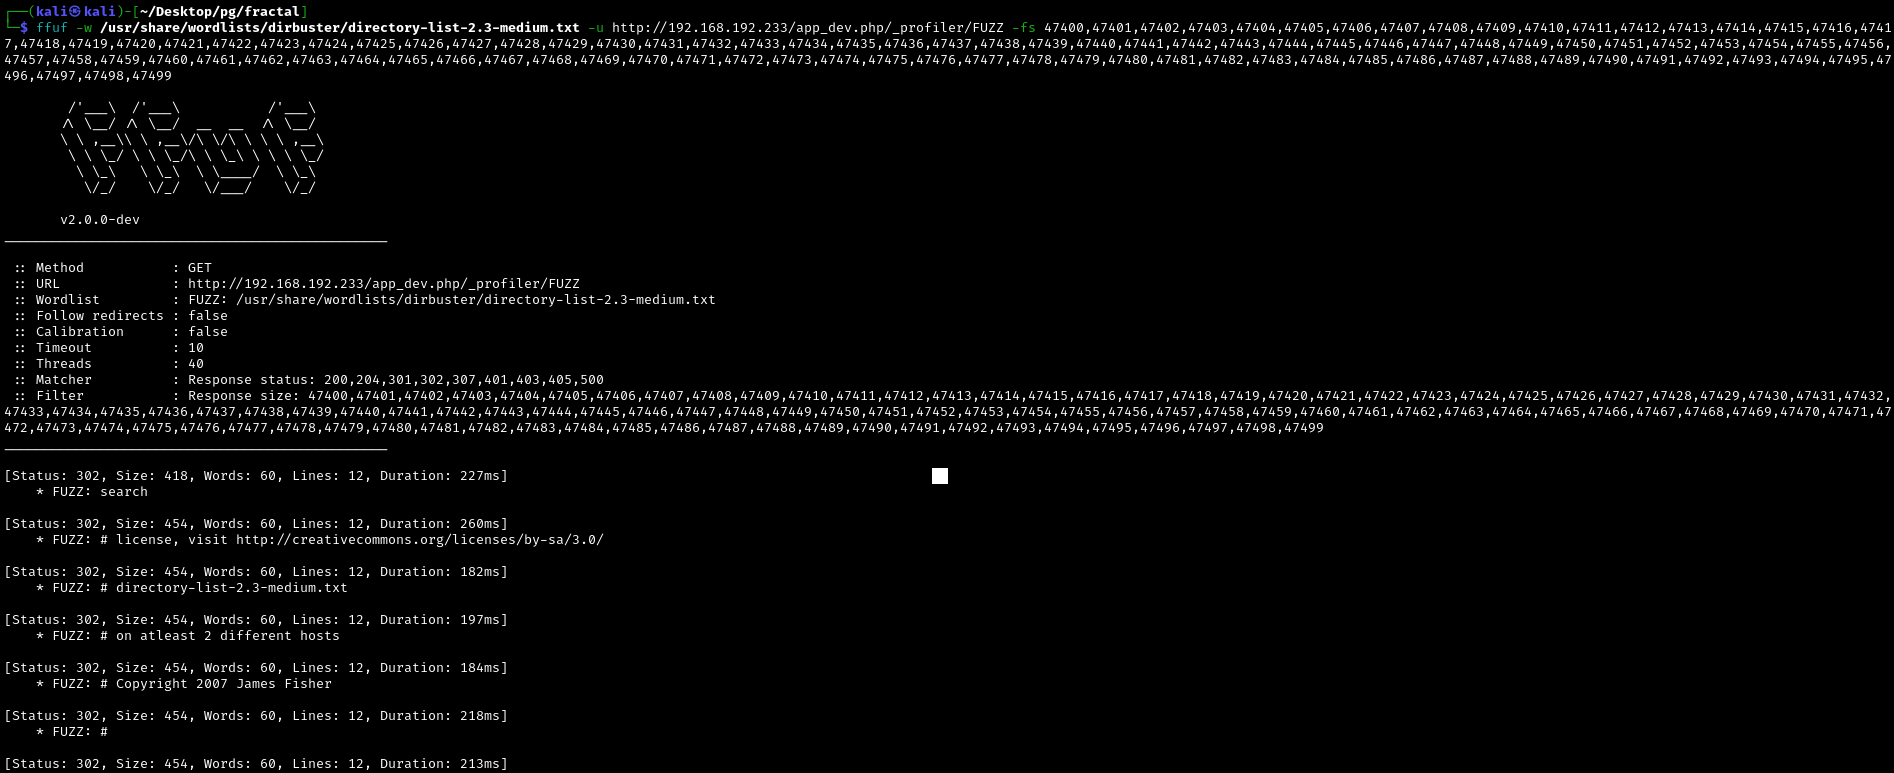 ┌──(kali㉿kali)-[~/Desktop/pg/fractal]
└─$ ffuf -w /usr/share/wordlists/dirbuster/directory-list-2.3-medium.txt -u http://192.168.192.233/app_dev.php/_profiler/FUZZ -fs 47400,47401,47402,47403,47404,47405,47406,47407,47408,47409,47410,47411,47412,47413,47414,47415,47416,4741
7,47418,47419,47420,47421,47422,47423,47424,47425,47426,47427,47428,47429,47430,47431,47432,47433,47434,47435,47436,47437,47438,47439,47440,47441,47442,47443,47444,47445,47446,47447,47448,47449,47450,47451,47452,47453,47454,47455,47456,
47457,47458,47459,47460,47461,47462,47463,47464,47465,47466,47467,47468,47469,47470,47471,47472,47473,47474,47475,47476,47477,47478,47479,47480,47481,47482,47483,47484,47485,47486,47487,47488,47489,47490,47491,47492,47493,47494,47495,47
496,47497,47498,47499
v2.0.0-dev
:: Method : GET
:: URL : http://192.168.192.233/app_dev.php/_profiler/FUZZ
:: Wordlist : FUZZ: /usr/share/wordlists/dirbuster/directory-list-2.3-medium.txt
:: Follow redirects : false
:: Calibration : false
:: Timeout : 10
:: Threads : 40
:: Matcher : Response status: 200,204,301,302,307,401,403,405,500
:: Filter : Response size: 47400,47401,47402,47403,47404,47405,47406,47407,47408,47409,47410,47411,47412,47413,47414,47415,47416,47417,47418,47419,47420,47421,47422,47423,47424,47425,47426,47427,47428,47429,47430,47431,47432,
47433,47434,47435,47436,47437,47438,47439,47440,47441,47442,47443,47444,47445,47446,47447,47448,47449,47450,47451,47452,47453,47454,47455,47456,47457,47458,47459,47460,47461,47462,47463,47464,47465,47466,47467,47468,47469,47470,47471,47
472,47473,47474,47475,47476,47477,47478,47479,47480,47481,47482,47483,47484,47485,47486,47487,47488,47489,47490,47491,47492,47493,47494,47495,47496,47497,47498,47499
[Status: 302, Size: 418, Words: 60, Lines: 12, Duration: 227ms]
* FUZZ: search
[Status: 302, Size: 454, Words: 60, Lines: 12, Duration: 260ms]
* FUZZ: # license, visit http://creativecommons.org/licenses/by-sa/3.0/
[Status: 302, Size: 454, Words: 60, Lines: 12, Duration: 182ms]
* FUZZ: # directory-list-2.3-medium.txt
[Status: 302, Size: 454, Words: 60, Lines: 12, Duration: 197ms]
* FUZZ: # on atleast 2 different hosts
[Status: 302, Size: 454, Words: 60, Lines: 12, Duration: 184ms]
* FUZZ: # Copyright 2007 James Fisher
[Status: 302, Size: 454, Words: 60, Lines: 12, Duration: 218ms]
* FUZZ: #
[Status: 302, Size: 454, Words: 60, Lines: 12, Duration: 213ms]